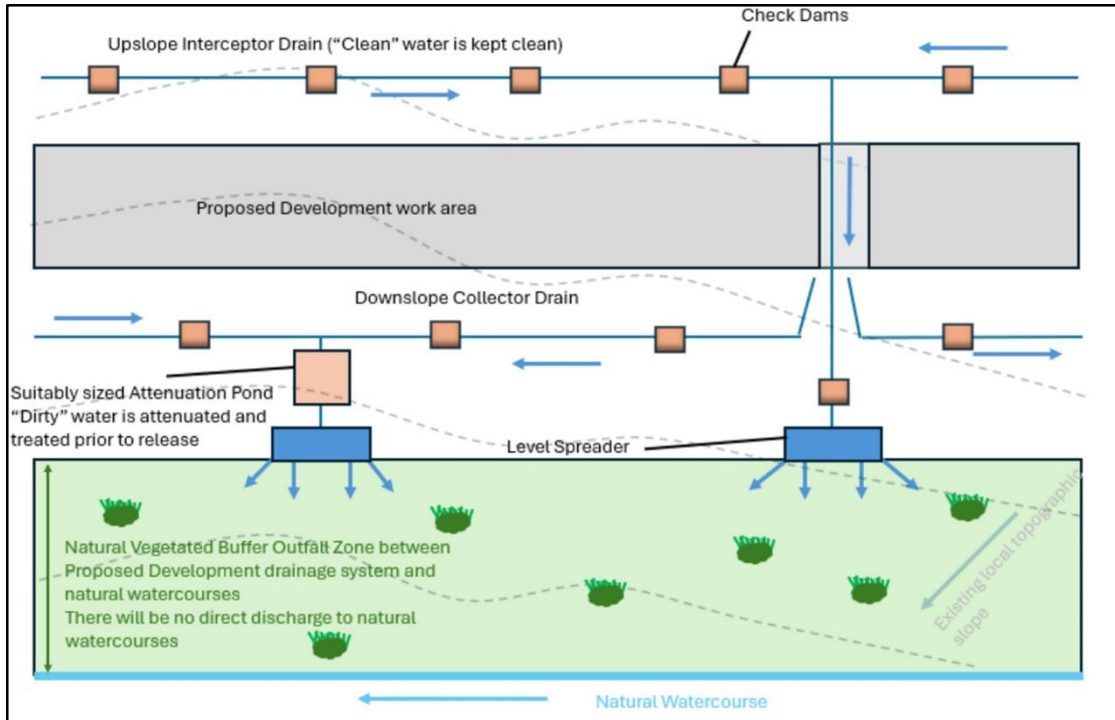 Check Dams
Upslope Interceptor Drain (“Clean” water is kept clean)
Proposed Development work area
Downslope Collector Drain
Suitably sized Attenuation Pond
“Dirty” water is attenuated and
treated prior to release
Level Spreader
Natural Vegetated Buffer Outfall Zone between
Proposed Development drainage system and
natural watercourses
There will be no direct discharge to natural
watercourses
Existing local topographic
slope
Natural Watercourse